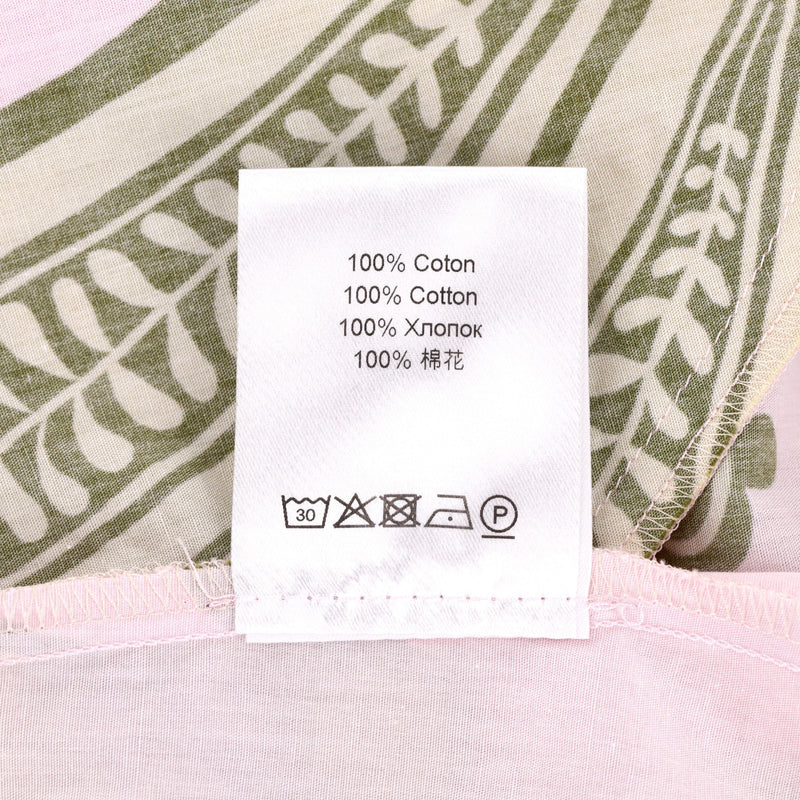 100% Coton
100% Cotton
100% Хлопок
100% 棉花
30 P